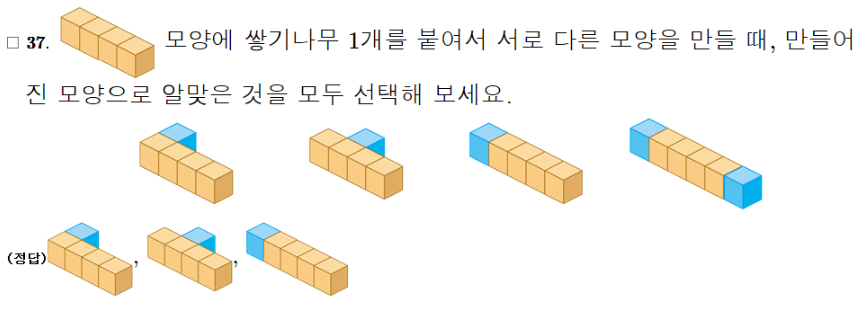 □ 37. 모양에 쌓기나무 1개를 붙여서 서로 다른 모양을 만들 때, 만들어
진 모양으로 알맞은 것을 모두 선택해 보세요.
(정답) , ,